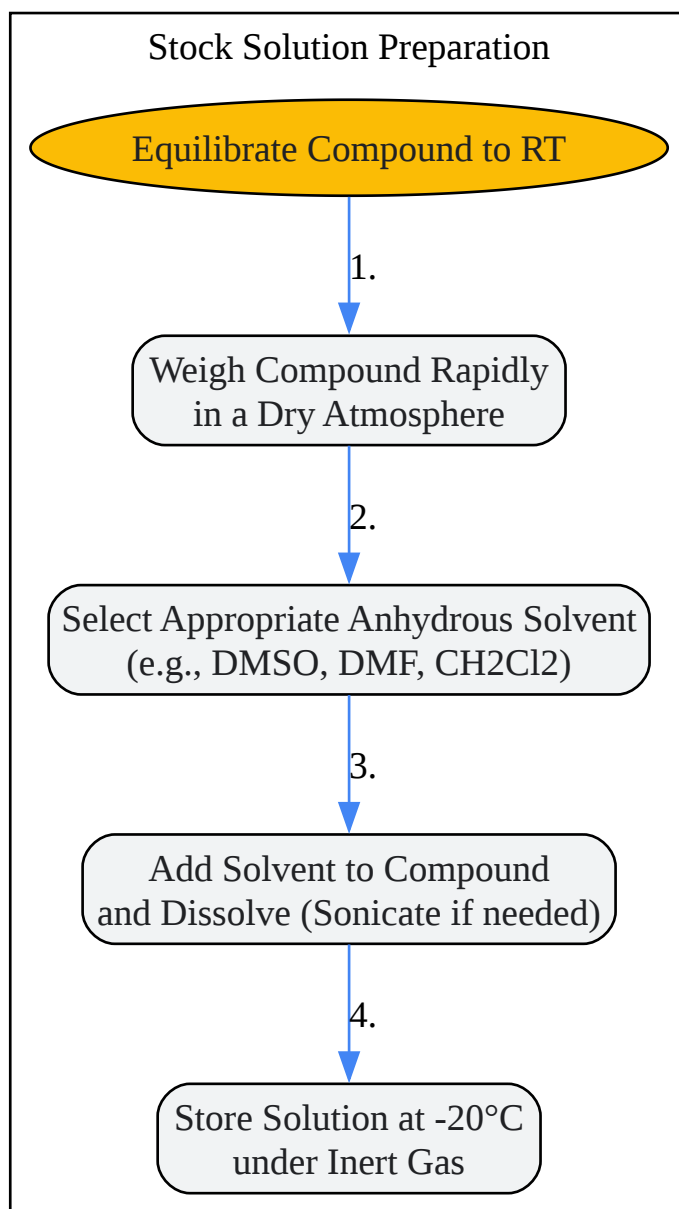 Stock Solution Preparation
Equilibrate Compound to RT
1.
Weigh Compound Rapidly
in a Dry Atmosphere
2.
Select Appropriate Anhydrous Solvent
(e.g., DMSO, DMF, CH2Cl2)
3.
Add Solvent to Compound
and Dissolve (Sonicate if needed)
4.
Store Solution at -20°C
under Inert Gas